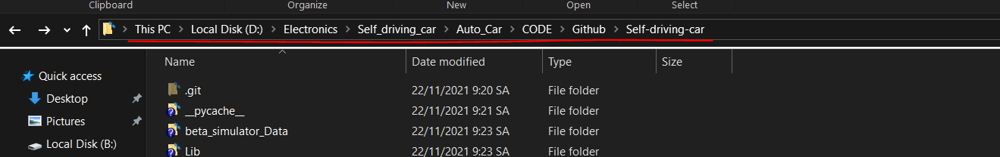 Clipboard Organize New Open Select
This PC Local Disk (D:) Electronics Self_driving_car Auto_Car CODE Github Self-driving-car
Name Date modified Type Size
Quick access
.git 22/11/2021 9:20 SA File folder
Desktop
__pycache__ 22/11/2021 9:21 SA File folder
Pictures
beta_simulator_Data 22/11/2021 9:23 SA File folder
Local Disk (B:)
Lib 22/11/2021 9:23 SA File folder